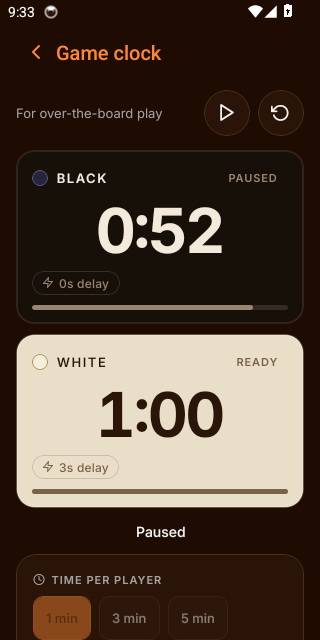 9:33
Game clock
For over-the-board play
BLACK
PAUSED
0:52
0s delay
WHITE
READY
1:00
3s delay
Paused
TIME PER PLAYER
1 min
3 min
5 min